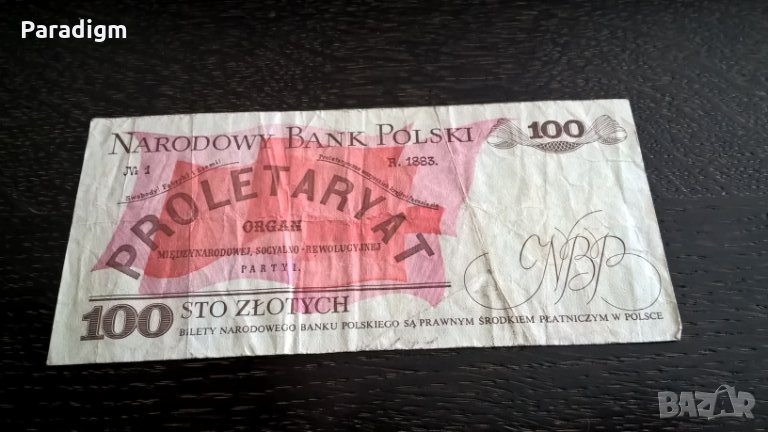 Paradigm
NARODOWY BANK POLSKI
100
№ 1
R. 1883.
PROLETARYAT
ORGAN
MIĘDZYNARODOWEJ, SOCYALNO-REWOLUCYJNEJ
PARTYI.
NBP
100 STO ZŁOTYCH
BILETY NARODOWEGO BANKU POLSKIEGO SĄ PRAWNYM ŚRODKIEM PŁATNICZYM W POLSCE
BAZAR